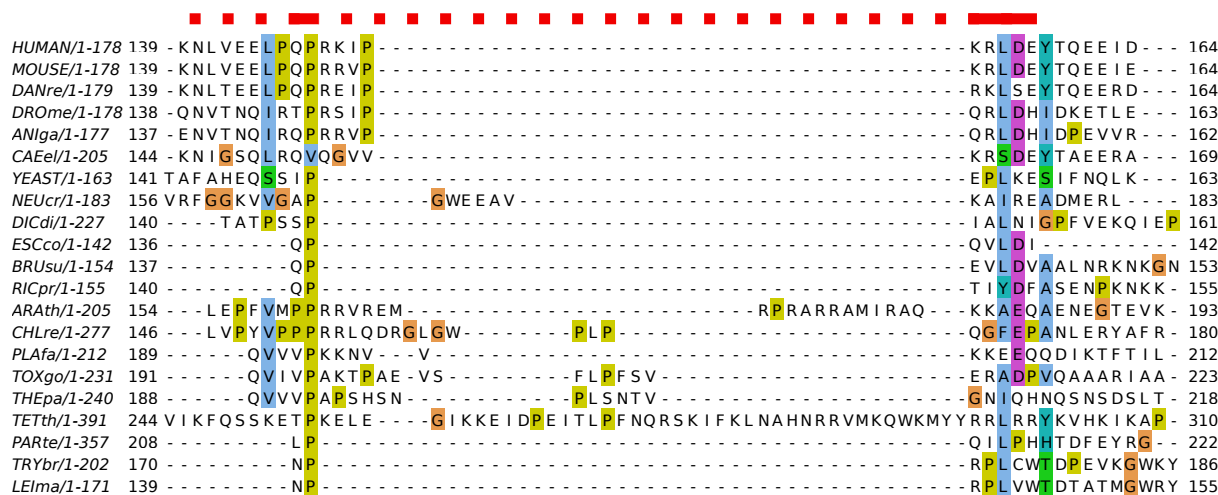 HUMAN/1-178 139 -KNLVEELPQPRKIP------------------------------------------KRLDEYTQEEID--- 164
MOUSE/1-178 139 -KNLVEELPQPRRVP------------------------------------------KRLDEYTQEEIE--- 164
DANre/1-179 139 -KNLTEELPQPREIP------------------------------------------RKLSEYTQEERD--- 164
DROme/1-178 138 -QNVTNQIRTPRSIP------------------------------------------QRLDHIDKETLE--- 163
ANIga/1-177 137 -ENVTNQIRQPRRVP------------------------------------------QRLDHIDPEVVR--- 162
CAEel/1-205 144 -KNIGSQLRQVQGVV------------------------------------------KRSDEYTAEERA--- 169
YEAST/1-163 141 TAFAHEQSSIP----------------------------------------------EPLKESIFNQLK--- 163
NEUcr/1-183 156 VRFGGKVVGAP--------GWEEAV--------------------------------KAIREADMERL---- 183
DICdi/1-227 140 ----TATPSSP----------------------------------------------IALNIGPFVEKQIEP 161
ESCco/1-142 136 ---------QP----------------------------------------------QVLDI---------- 142
BRUsu/1-154 137 ---------QP----------------------------------------------EVLDVAALNRKNKGN 153
RICpr/1-155 140 ---------QP----------------------------------------------TIYDFASENPKNKK- 155
ARAth/1-205 154 ---LEPFVMPPRRVREM-------------------------RPRARRAMIRAQ---KKAEQAENEGTEVK- 193
CHLre/1-277 146 ---LVPYVPPPRRLQDRGLGW--------PLP-------------------------QGFEPANLERYAFR- 180
PLAfa/1-212 189 ------QVVVPKKNV---V--------------------------------------KKEEQQDIKTFTIL- 212
TOXgo/1-231 191 ------QVIVPAKTPAE-VS---------FLPFSV----------------------ERADPVQAAARIAA- 223
THEpa/1-240 188 ------QVVVPAPSHSN------------PLSNTV----------------------GNIQHNQSNSDSLT- 218
TETth/1-391 244 VIKFQSSKETPKELE----GIKKEIDPEITLPFNQRSKIFKLNAHNRRVMKQWKMYYRRLRRYKVHKIKAP- 310
PARte/1-357 208 ---------LP----------------------------------------------QILPHHTDFEYRG-- 222
TRYbr/1-202 170 ---------NP----------------------------------------------RPLCWTDPEVKGWKY 186
LEIma/1-171 139 ---------NP----------------------------------------------RPLVWTDTATMGWRY 155